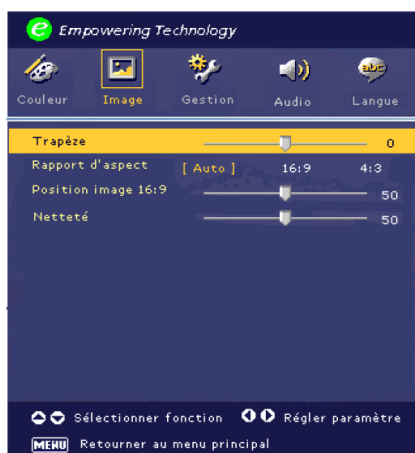 e Empowering Technology
Couleur Image Gestion Audio Langue
Trapèze 0
Rapport d'aspect [ Auto ] 16:9 4:3
Position image 16:9 50
Netteté 50
Sélectionner fonction Régler paramètre
MENU Retourner au menu principal